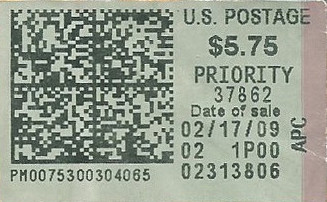 U.S. POSTAGE
$5.75
PRIORITY
37862
Date of sale
02/17/09
02 1P00
02313806
APC
PM0075300304065